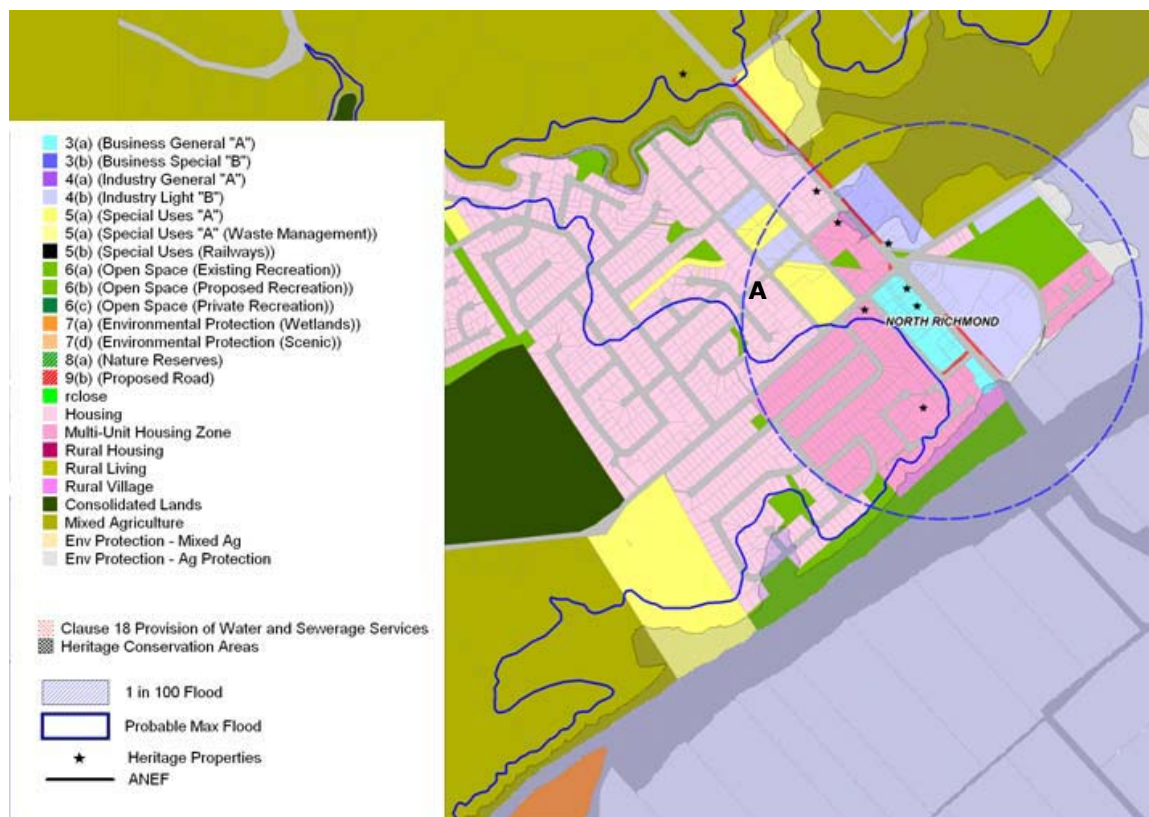 3(a) (Business General "A")
3(b) (Business Special "B")
4(a) (Industry General "A")
4(b) (Industry Light "B")
5(a) (Special Uses "A")
5(a) (Special Uses "A" (Waste Management))
5(b) (Special Uses (Railways))
6(a) (Open Space (Existing Recreation))
6(b) (Open Space (Proposed Recreation))
6(c) (Open Space (Private Recreation)
7(a) (Environmental Protection (Wetlands))
7(d) (Environmental Protection (Scenic))
8(a) (Nature Reserves)
9(b) (Proposed Road)
rclose
Housing
Multi-Unit Housing Zone
Rural Housing
Rural Living
Rural Village
Consolidated Lands
Mixed Agriculture
Env Protection - Mixed Ag
Env Protection - Ag Protection
Clause 18 Provision of Water and Sewerage Services
Heritage Conservation Areas
1 in 100 Flood
Probable Max Flood
Heritage Properties
ANEF
A
NORTH RICHMOND